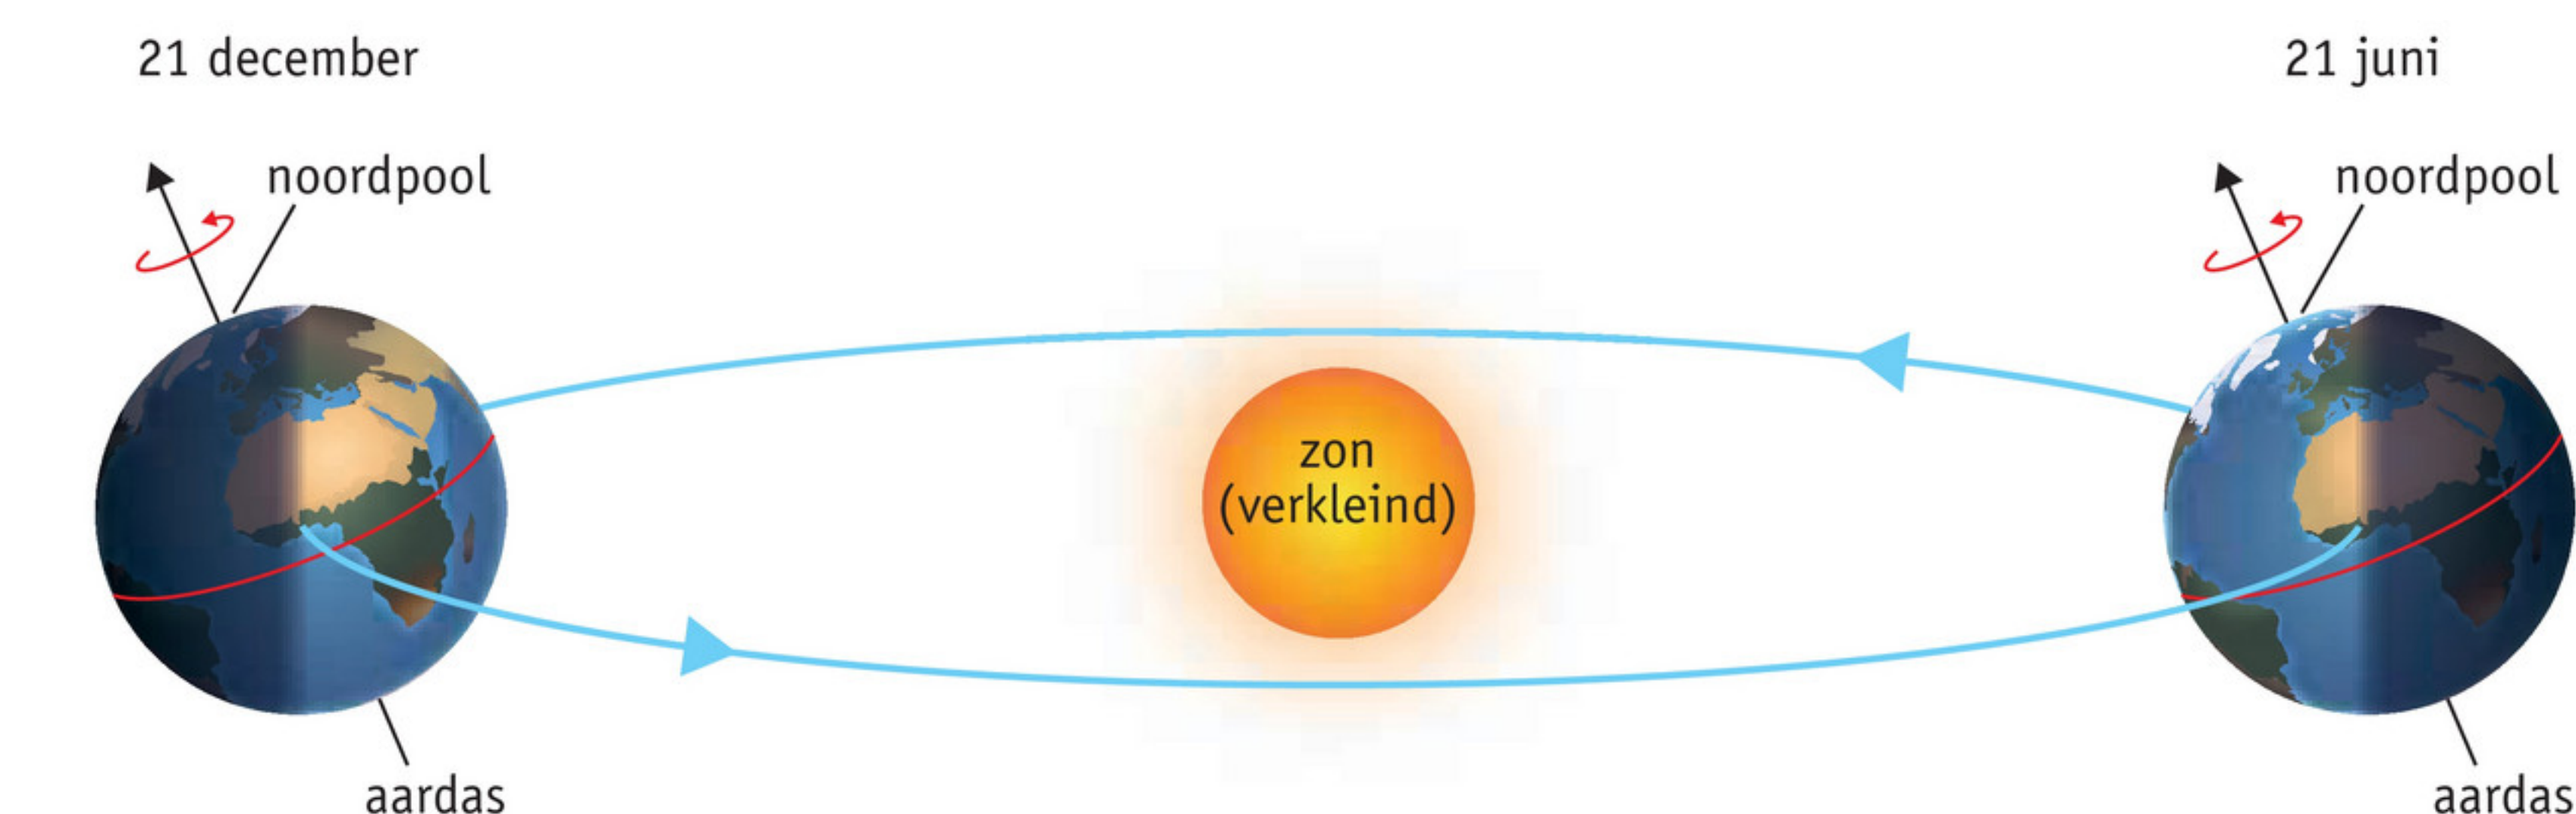 21 december
21 juni
noordpool
noordpool
zon
(verkleind)
aardas
aardas